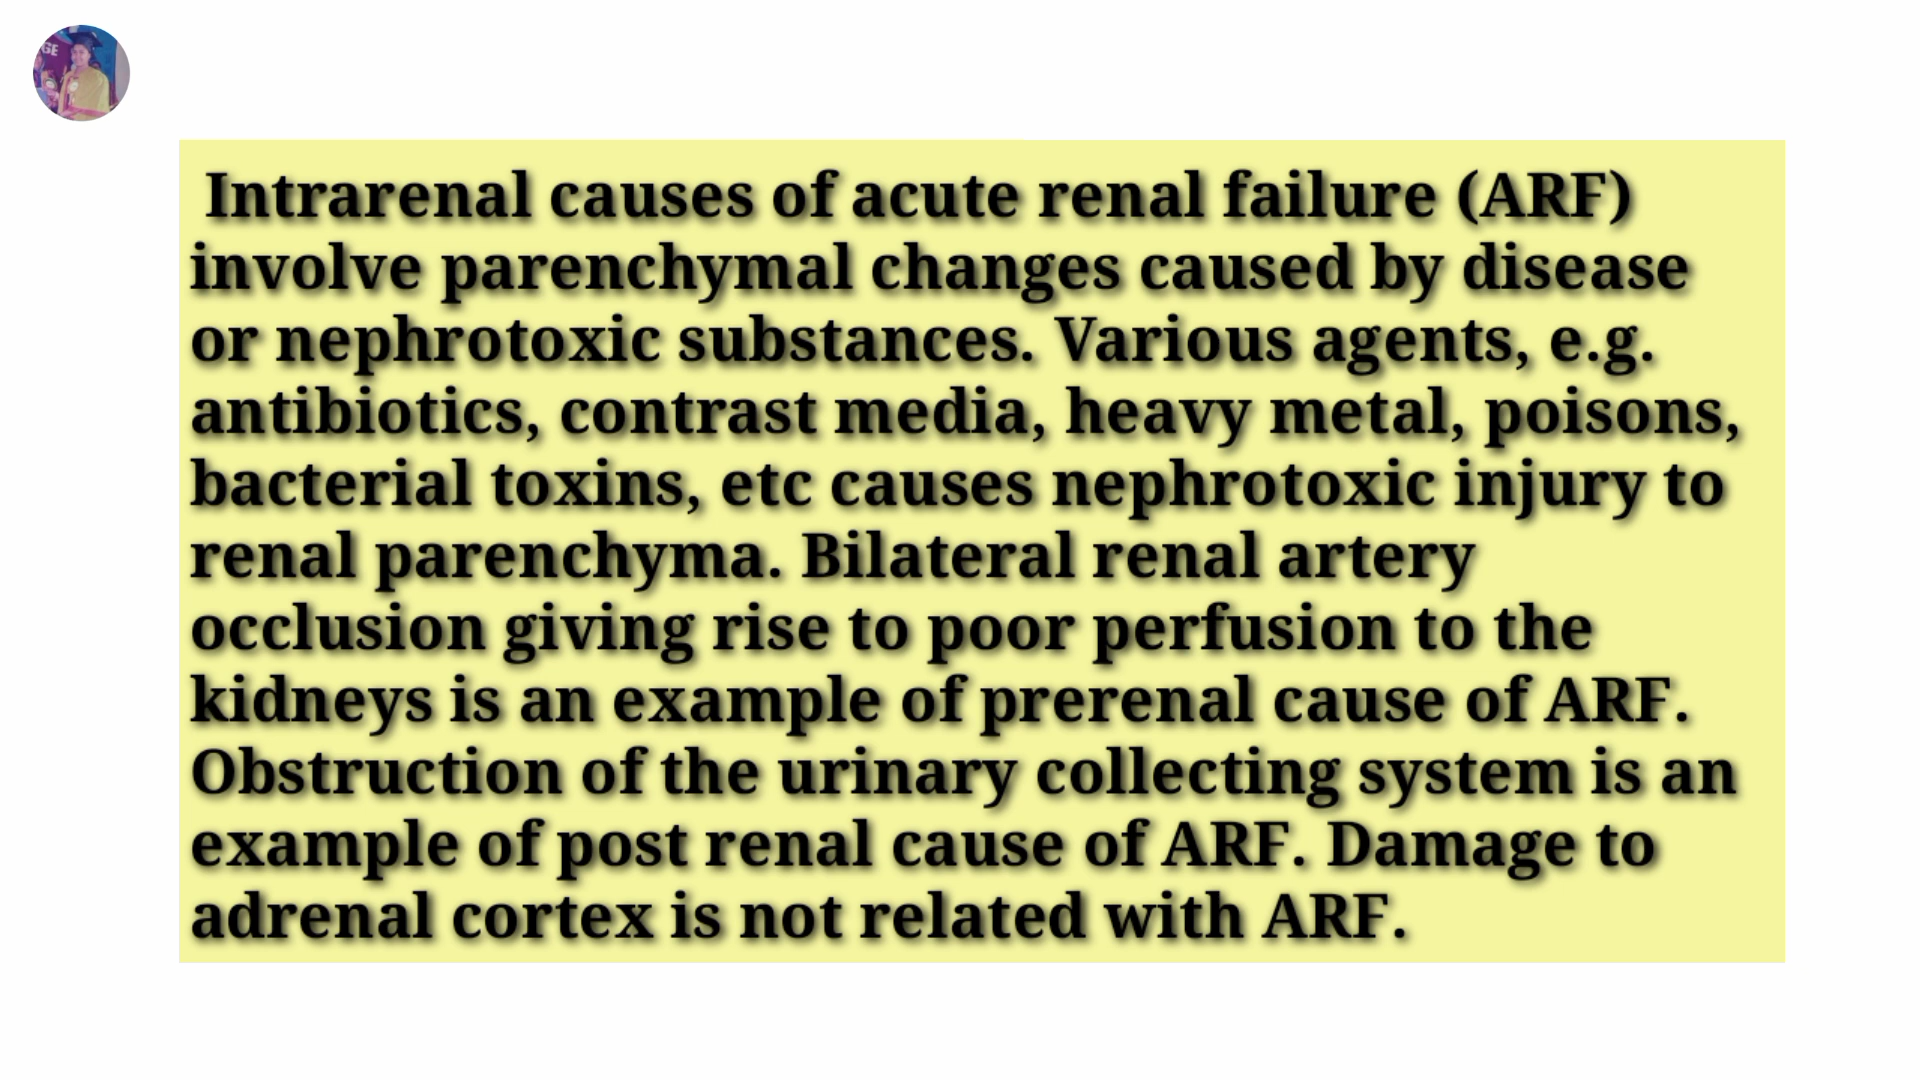 GE
Intrarenal causes of acute renal failure (ARF)
involve parenchymal changes caused by disease
or nephrotoxic substances. Various agents, e.g.
antibiotics, contrast media, heavy metal, poisons,
bacterial toxins, etc causes nephrotoxic injury to
renal parenchyma. Bilateral renal artery
occlusion giving rise to poor perfusion to the
kidneys is an example of prerenal cause of ARF.
Obstruction of the urinary collecting system is an
example of post renal cause of ARF. Damage to
adrenal cortex is not related with ARF.